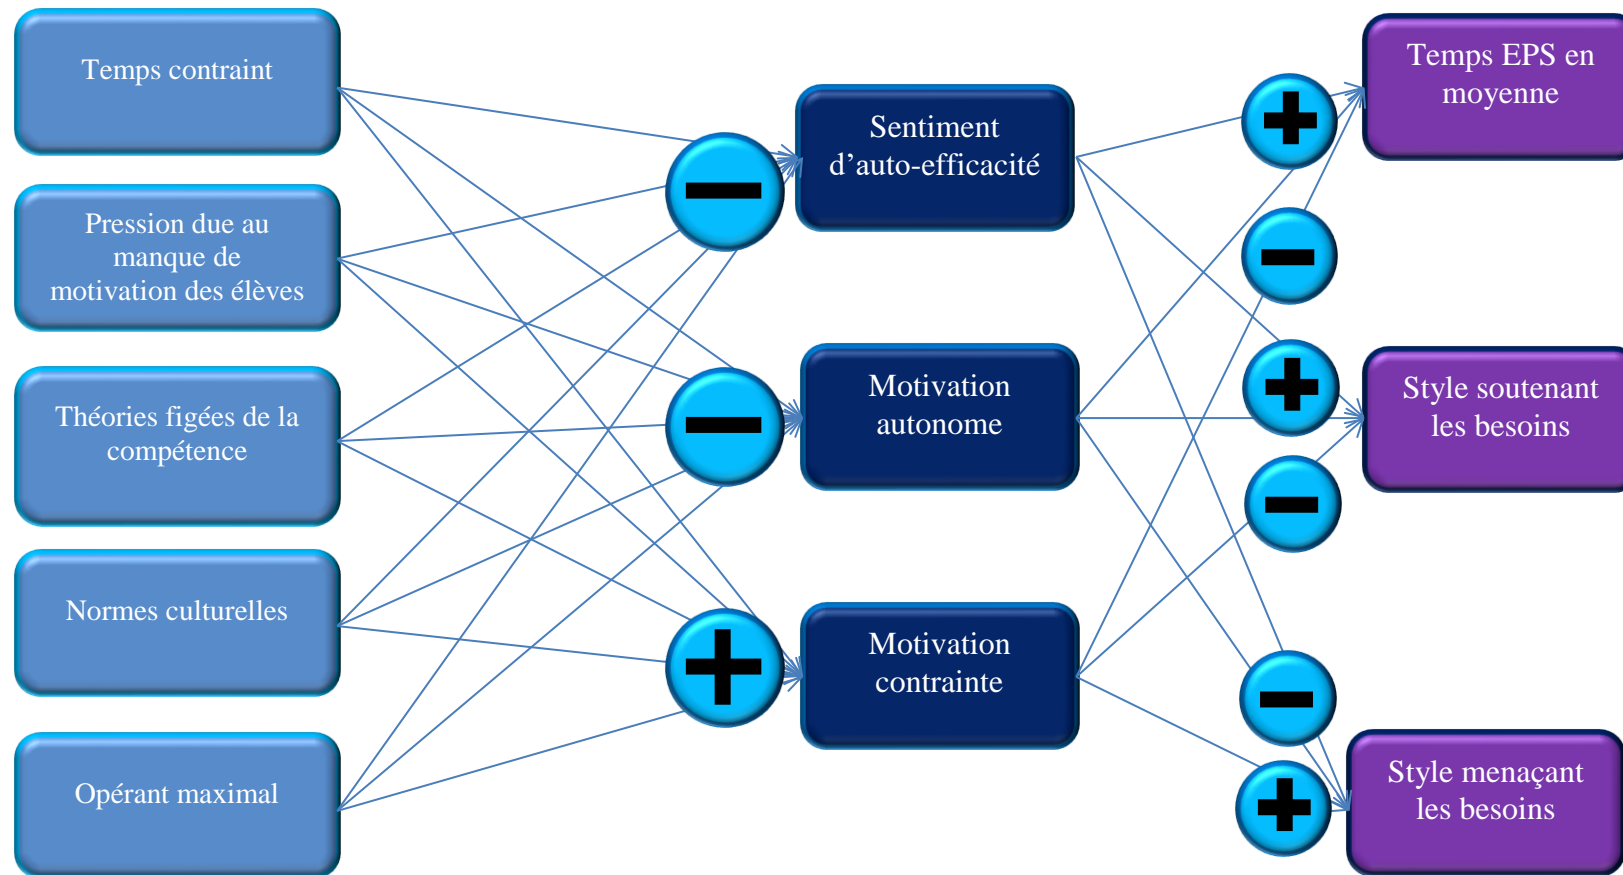 Temps contraint
Pression due au
manque de
motivation des élèves
Théories figées de la
compétence
Normes culturelles
Opérant maximal
Sentiment
d’auto-efficacité
Motivation
autonome
Motivation
contrainte
Temps EPS en
moyenne
Style soutenant
les besoins
Style menaçant
les besoins